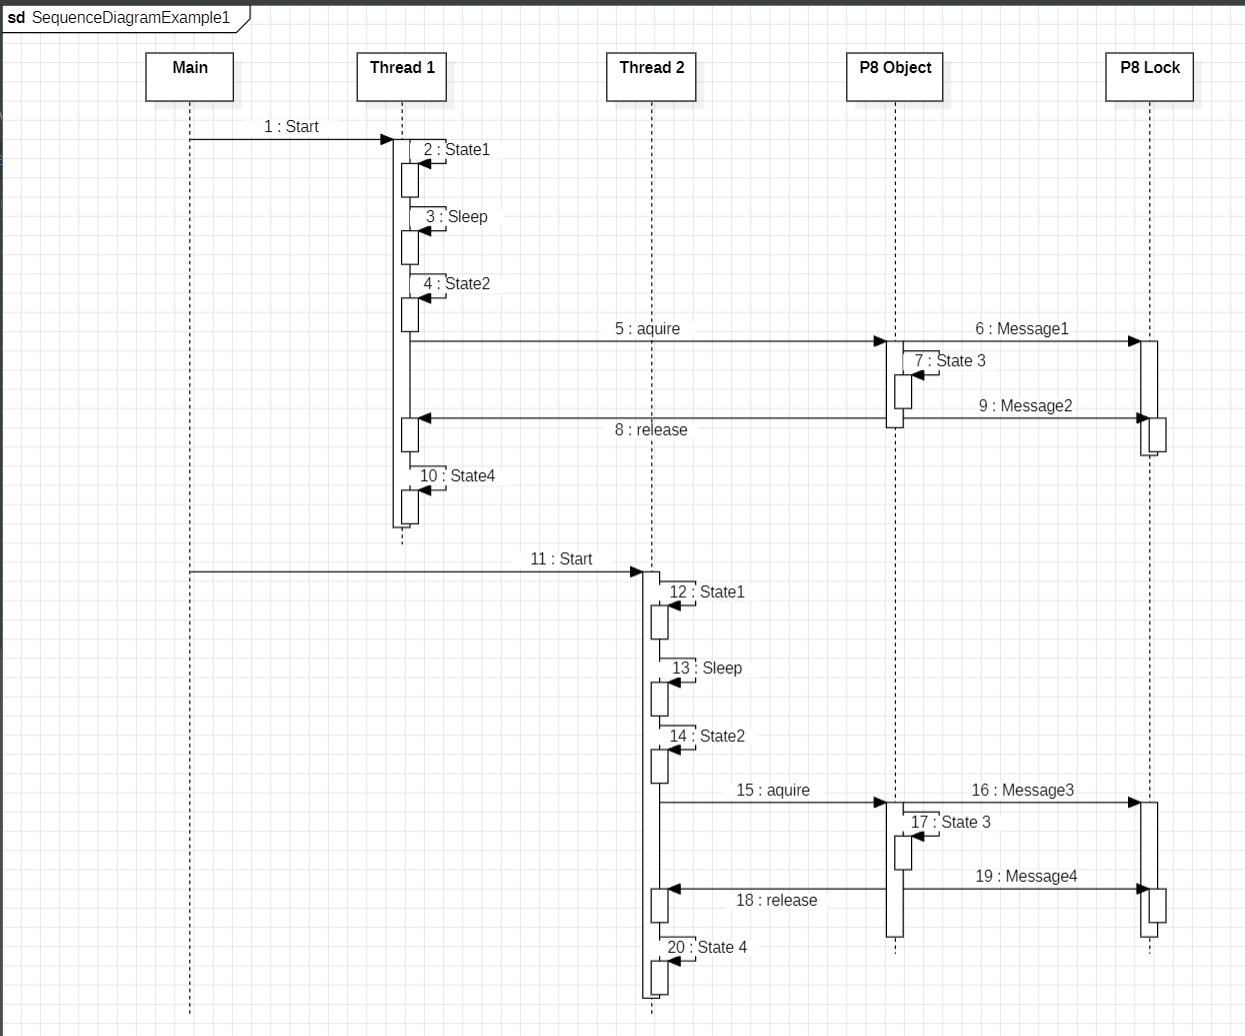 sd SequenceDiagramExample1
Main
Thread 1
Thread 2
P8 Object
P8 Lock
1 : Start
2 : State1
3 : Sleep
4 : State2
5 : aquire
6 : Message1
7 : State 3
9 : Message2
8 : release
10 : State4
11 : Start
12 : State1
13 : Sleep
14 : State2
15 : aquire
16 : Message3
17 : State 3
19 : Message4
18 : release
20 : State 4